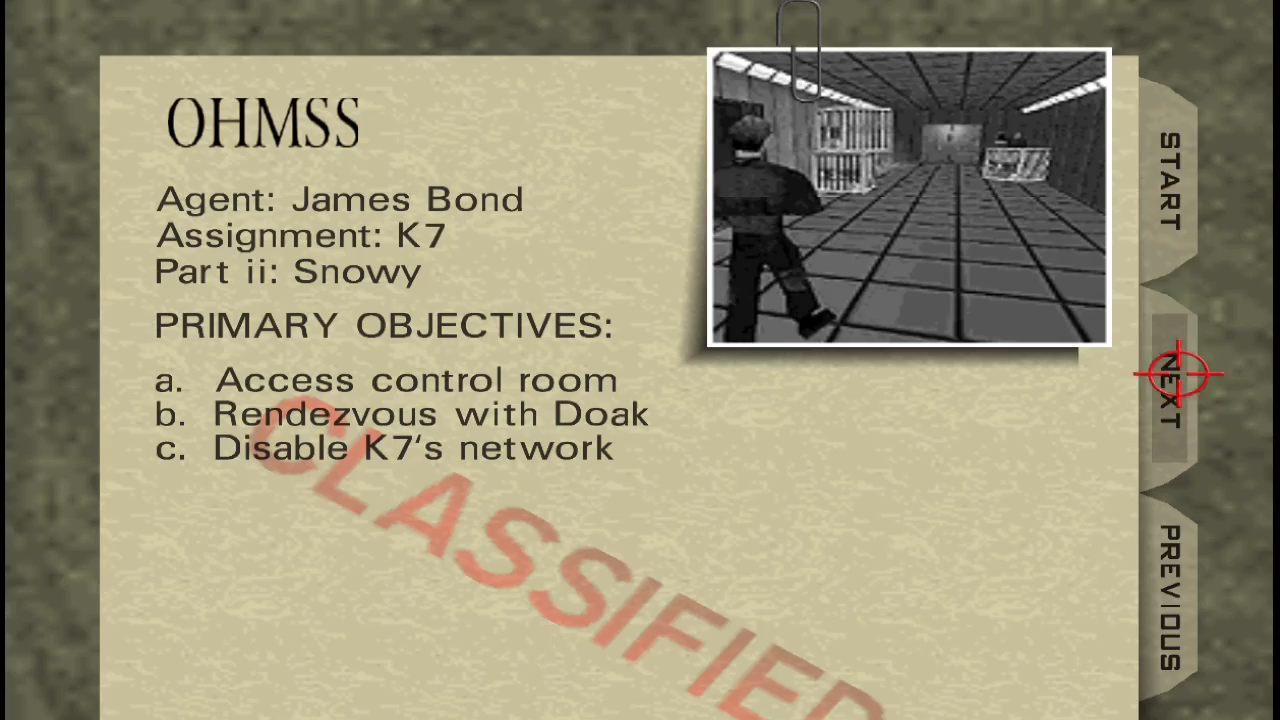 OHMSS
Agent: James Bond
Assignment: K7
Part ii: Snowy
PRIMARY OBJECTIVES:
a. Access control room
b. Rendezvous with Doak
c. Disable K7's network
CLASSIFIED
START
NEXT
PREVIOUS